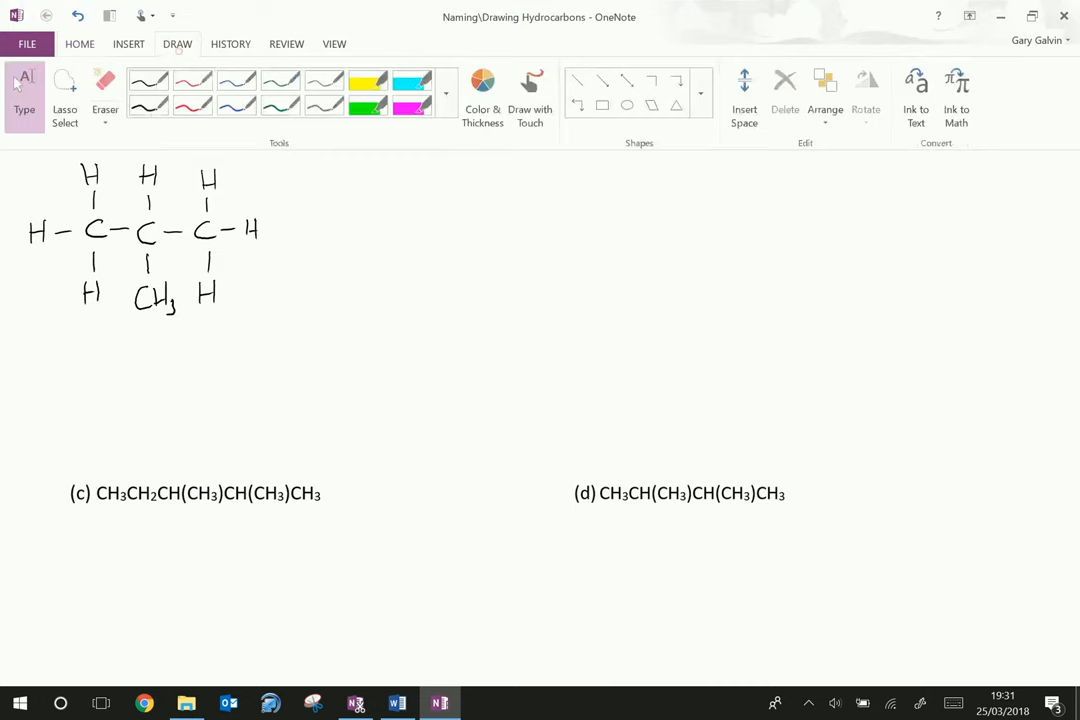 Naming\Drawing Hydrocarbons - OneNote
?
FILE HOME INSERT DRAW HISTORY REVIEW VIEW
Gary Galvin
Type Lasso Select Eraser Color & Thickness Draw with Touch Insert Space Delete Arrange Rotate Ink to Text Ink to Math
Tools Shapes Edit Convert
H H H
H - C - C - C - H
H CH3 H
(c) CH₃CH₂CH(CH₃)CH(CH₃)CH₃
(d) CH₃CH(CH₃)CH(CH₃)CH₃
19:31
25/03/2018
3